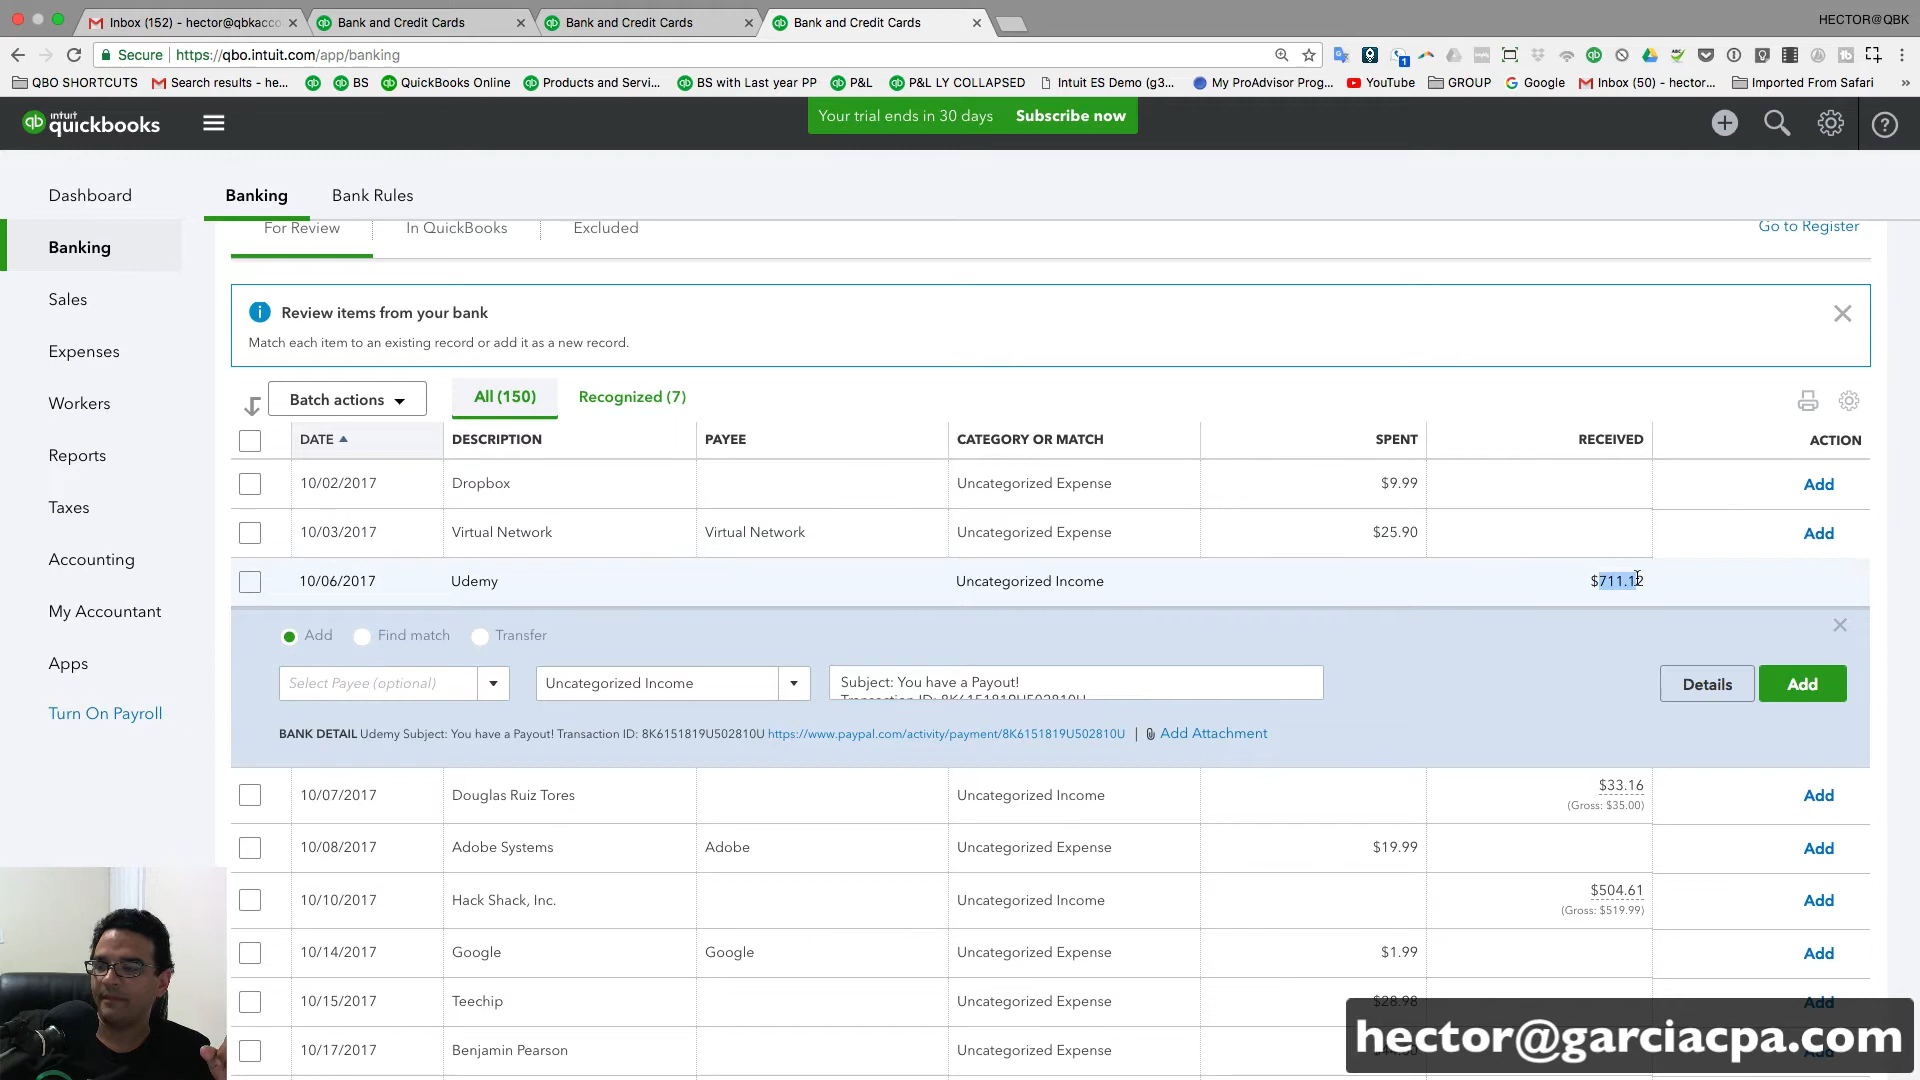 Inbox (152) - hector@qbkacco
Bank and Credit Cards
Bank and Credit Cards
Bank and Credit Cards
HECTOR@QBK
Secure
https://qbo.intuit.com/app/banking
QBO SHORTCUTS
Search results - he...
BS
QuickBooks Online
Products and Servi...
BS with Last year PP
P&L
P&L LY COLLAPSED
Intuit ES Demo (g3...
My ProAdvisor Prog...
YouTube
GROUP
Google
Inbox (50) - hector...
Imported From Safari
»
intuit
quickbooks
Your trial ends in 30 days Subscribe now
Dashboard
Banking
Sales
Expenses
Workers
Reports
Taxes
Accounting
My Accountant
Apps
Turn On Payroll
Banking
Bank Rules
For Review
In QuickBooks
Excluded
Go to Register
Review items from your bank
Match each item to an existing record or add it as a new record.
Batch actions
All (150)
Recognized (7)
DATE DESCRIPTION PAYEE CATEGORY OR MATCH SPENT RECEIVED ACTION
10/02/2017 Dropbox Uncategorized Expense $9.99 Add
10/03/2017 Virtual Network Virtual Network Uncategorized Expense $25.90 Add
10/06/2017 Udemy Uncategorized Income $711.12
Add Find match Transfer
Select Payee (optional)
Uncategorized Income
Subject: You have a Payout!
Transaction ID: 8K6151819U502810U
Details
Add
BANK DETAIL Udemy Subject: You have a Payout! Transaction ID: 8K6151819U502810U https://www.paypal.com/activity/payment/8K6151819U502810U | Add Attachment
10/07/2017 Douglas Ruiz Tores Uncategorized Income $33.16 Add
(Gross: $35.00)
10/08/2017 Adobe Systems Adobe Uncategorized Expense $19.99 Add
10/10/2017 Hack Shack, Inc. Uncategorized Income $504.61 Add
(Gross: $519.99)
10/14/2017 Google Google Uncategorized Expense $1.99 Add
10/15/2017 Teechip Uncategorized Expense $28.98 Add
10/17/2017 Benjamin Pearson Uncategorized Expense Add
hector@garciacpa.com